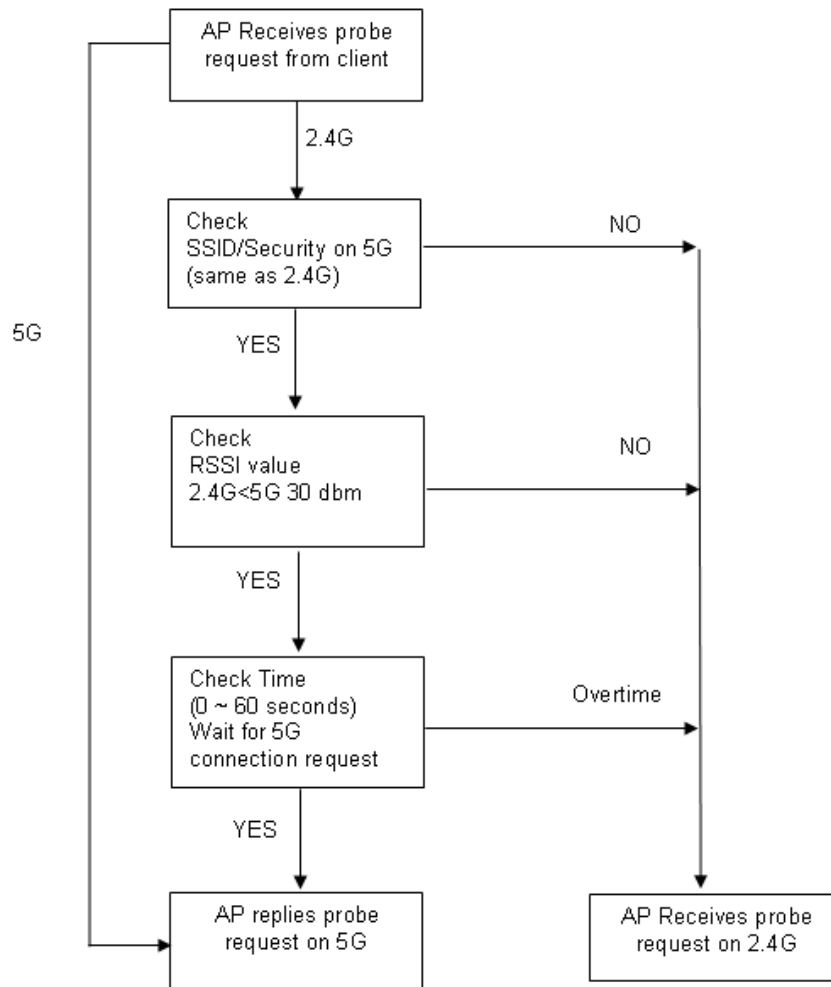 AP Receives probe
request from client
2.4G
Check
SSID/Security on 5G
(same as 2.4G)
NO
5G
YES
Check
RSSI value
2.4G<5G 30 dbm
NO
YES
Check Time
(0 ~ 60 seconds)
Wait for 5G
connection request
Overtime
YES
AP replies probe
request on 5G
AP Receives probe
request on 2.4G